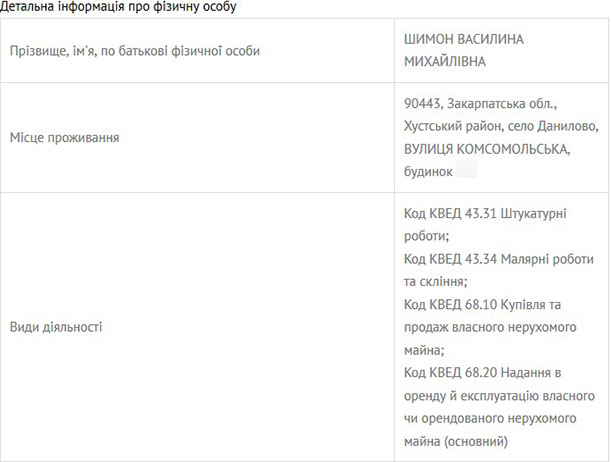 Детальна інформація про фізичну особу
Прізвище, ім'я, по батькові фізичної особи
ШИМОН ВАСИЛИНА
МИХАЙЛІВНА
Місце проживання
90443, Закарпатська обл.,
Хустський район, село Данилово,
ВУЛИЦЯ КОМСОМОЛЬСЬКА,
будинок
Види діяльності
Код КВЕД 43.31 Штукатурні
роботи;
Код КВЕД 43.34 Малярні роботи
та скління;
Код КВЕД 68.10 Купівля та
продаж власного нерухомого
майна;
Код КВЕД 68.20 Надання в
оренду й експлуатацію власного
чи орендованого нерухомого
майна (основний)